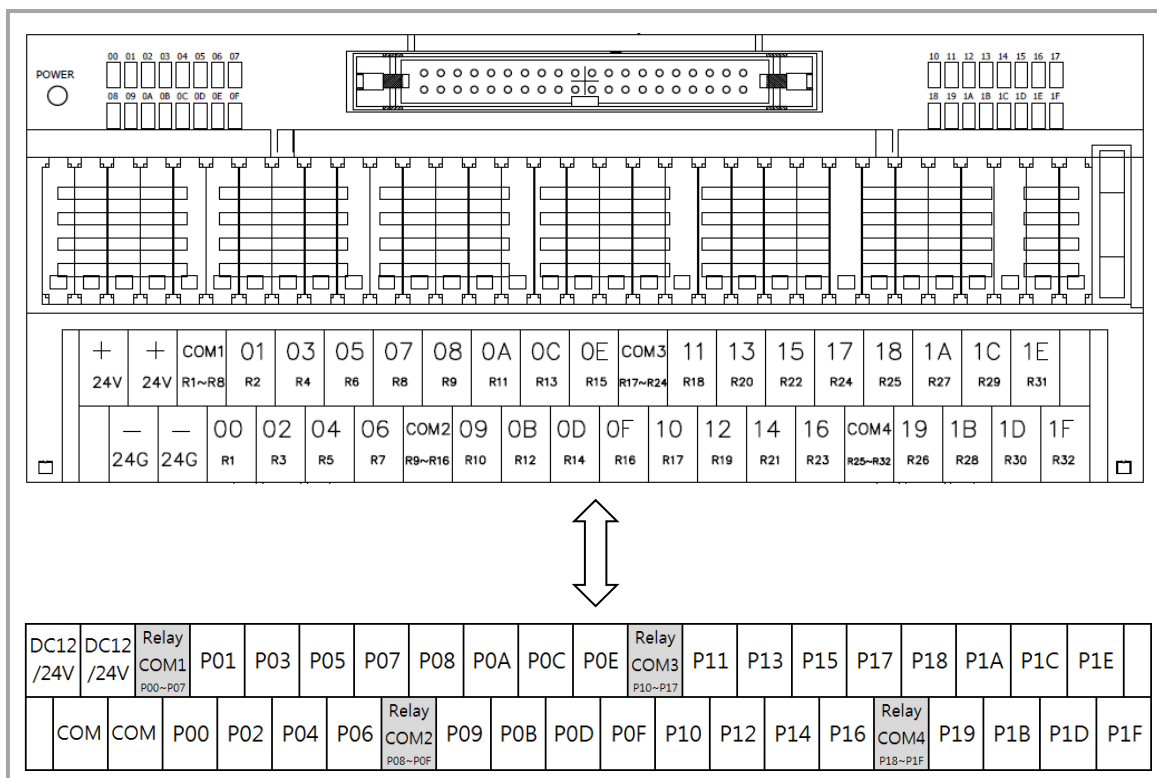 00 01 02 03 04 05 06 07
10 11 12 13 14 15 16 17
POWER
08 09 0A 0B 0C 0D 0E 0F
18 19 1A 1B 1C 1D 1E 1F
+ + COM1 01 03 05 07 08 0A 0C 0E COM3 11 13 15 17 18 1A 1C 1E
24V 24V R1~R8 R2 R4 R6 R8 R9 R11 R13 R15 R17~R24 R18 R20 R22 R24 R25 R27 R29 R31
− − 00 02 04 06 COM2 09 0B 0D 0F 10 12 14 16 COM4 19 1B 1D 1F
24G 24G R1 R3 R5 R7 R9~R16 R10 R12 R14 R16 R17 R19 R21 R23 R25~R32 R26 R28 R30 R32
DC12 DC12 Relay Relay
/24V /24V COM1 P01 P03 P05 P07 P08 P0A P0C P0E COM3 P11 P13 P15 P17 P18 P1A P1C P1E
P00~P07 P10~P17
Relay Relay
COM COM P00 P02 P04 P06 COM2 P09 P0B P0D P0F P10 P12 P14 P16 COM4 P19 P1B P1D P1F
P08~P0F P18~P1F